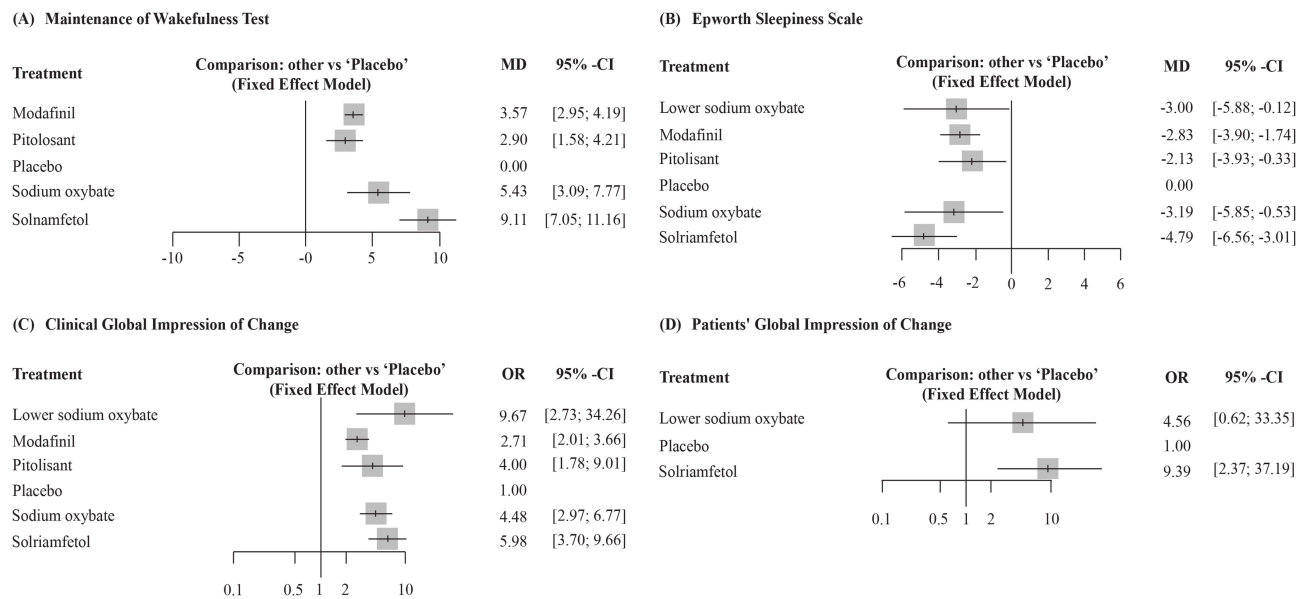 (A) Maintenance of Wakefulness Test
Treatment
Comparison: other vs ‘Placebo’
(Fixed Effect Model)
MD 95% -CI
Modafinil 3.57 [2.95; 4.19]
Pitolosant 2.90 [1.58; 4.21]
Placebo 0.00
Sodium oxybate 5.43 [3.09; 7.77]
Solnamfetol 9.11 [7.05; 11.16]
-10 -5 -0 5 10
(B) Epworth Sleepiness Scale
Treatment
Comparison: other vs ‘Placebo’
(Fixed Effect Model)
MD 95% -CI
Lower sodium oxybate -3.00 [-5.88; -0.12]
Modafinil -2.83 [-3.90; -1.74]
Pitolisant -2.13 [-3.93; -0.33]
Placebo 0.00
Sodium oxybate -3.19 [-5.85; -0.53]
Solriamfetol -4.79 [-6.56; -3.01]
-6 -4 -2 0 2 4 6
(C) Clinical Global Impression of Change
Treatment
Comparison: other vs ‘Placebo’
(Fixed Effect Model)
OR 95% -CI
Lower sodium oxybate 9.67 [2.73; 34.26]
Modafinil 2.71 [2.01; 3.66]
Pitolisant 4.00 [1.78; 9.01]
Placebo 1.00
Sodium oxybate 4.48 [2.97; 6.77]
Solriamfetol 5.98 [3.70; 9.66]
0.1 0.5 1 2 10
(D) Patients' Global Impression of Change
Treatment
Comparison: other vs ‘Placebo’
(Fixed Effect Model)
OR 95% -CI
Lower sodium oxybate 4.56 [0.62; 33.35]
Placebo 1.00
Solriamfetol 9.39 [2.37; 37.19]
0.1 0.5 1 2 10